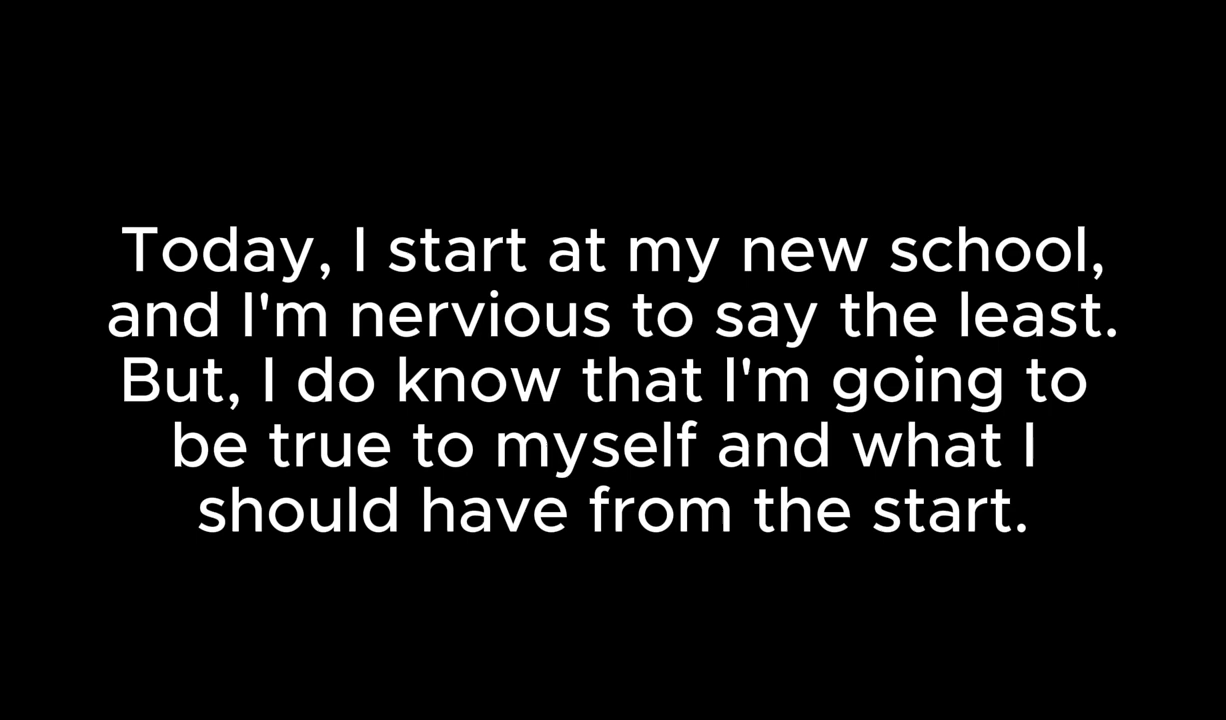 Today, I start at my new school,
and I'm nervious to say the least.
But, I do know that I'm going to
be true to myself and what I
should have from the start.